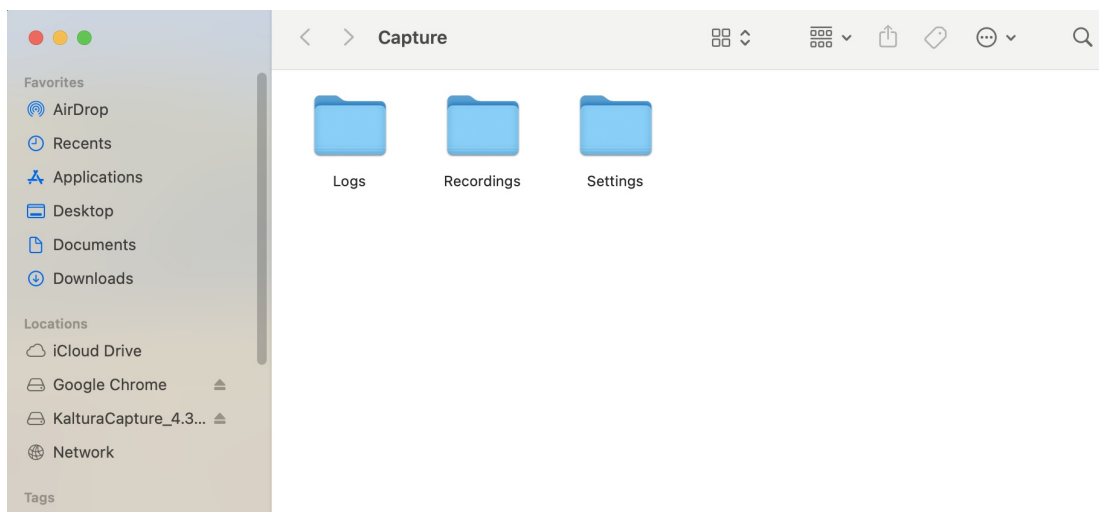 Capture
Favorites
AirDrop
Recents
Applications
Desktop
Documents
Downloads
Locations
iCloud Drive
Google Chrome
KalturaCapture_4.3...
Network
Tags
Logs
Recordings
Settings